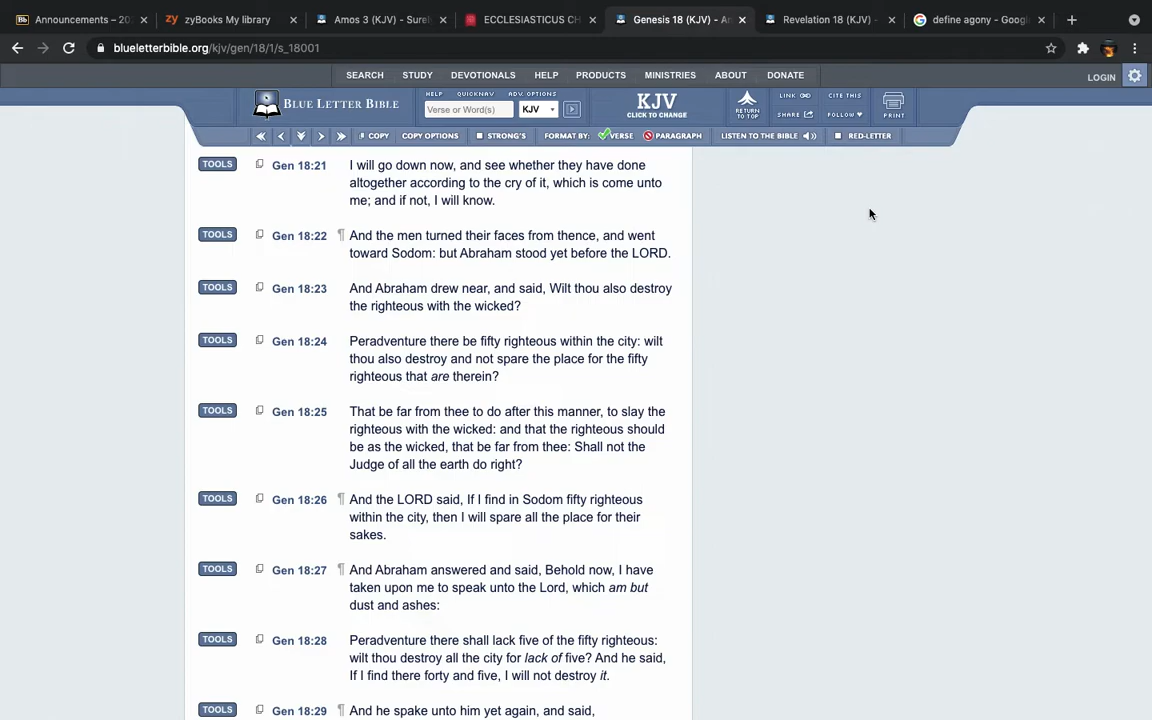 Announcements – 202
zyBooks My library
Amos 3 (KJV) - Surel
ECCLESIASTICUS CH
Genesis 18 (KJV) - An
Revelation 18 (KJV) -
define agony - Googl
blueletterbible.org/kjv/gen/18/1/s_18001
SEARCH STUDY DEVOTIONALS HELP PRODUCTS MINISTRIES ABOUT DONATE
LOGIN
BLUE LETTER BIBLE
HELP QUICKNAV ADV. OPTIONS
Verse or Word(s) KJV
KJV
CLICK TO CHANGE
RETURN
TO TOP
LINK CITE THIS
SHARE FOLLOW
PRINT
COPY COPY OPTIONS STRONG'S FORMAT BY: VERSE PARAGRAPH LISTEN TO THE BIBLE RED-LETTER
TOOLS Gen 18:21 I will go down now, and see whether they have done
altogether according to the cry of it, which is come unto
me; and if not, I will know.
TOOLS Gen 18:22 ¶ And the men turned their faces from thence, and went
toward Sodom: but Abraham stood yet before the LORD.
TOOLS Gen 18:23 And Abraham drew near, and said, Wilt thou also destroy
the righteous with the wicked?
TOOLS Gen 18:24 Peradventure there be fifty righteous within the city: wilt
thou also destroy and not spare the place for the fifty
righteous that are therein?
TOOLS Gen 18:25 That be far from thee to do after this manner, to slay the
righteous with the wicked: and that the righteous should
be as the wicked, that be far from thee: Shall not the
Judge of all the earth do right?
TOOLS Gen 18:26 ¶ And the LORD said, If I find in Sodom fifty righteous
within the city, then I will spare all the place for their
sakes.
TOOLS Gen 18:27 ¶ And Abraham answered and said, Behold now, I have
taken upon me to speak unto the Lord, which am but
dust and ashes:
TOOLS Gen 18:28 Peradventure there shall lack five of the fifty righteous:
wilt thou destroy all the city for lack of five? And he said,
If I find there forty and five, I will not destroy it.
TOOLS Gen 18:29 ¶ And he spake unto him yet again, and said,